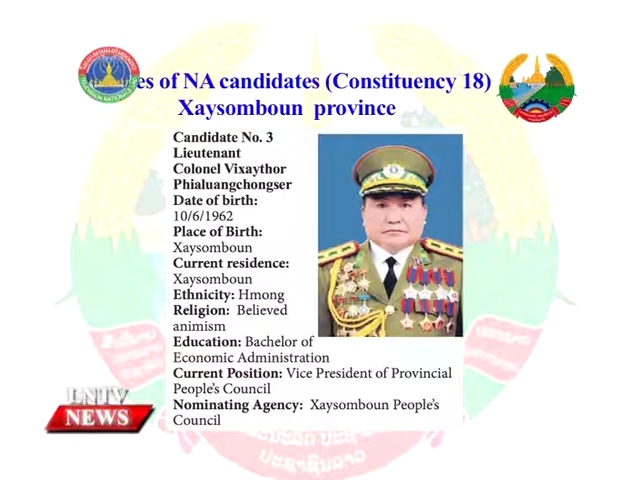 es of NA candidates (Constituency 18)
Xaysomboun province
Candidate No. 3
Lieutenant
Colonel Vixaythor
Phialuangchongser
Date of birth:
10/6/1962
Place of Birth:
Xaysomboun
Current residence:
Xaysomboun
Ethnicity: Hmong
Religion: Believed
animism
Education: Bachelor of
Economic Administration
Current Position: Vice President of Provincial
People's Council
Nominating Agency: Xaysomboun People's
Council
LNTV
NEWS